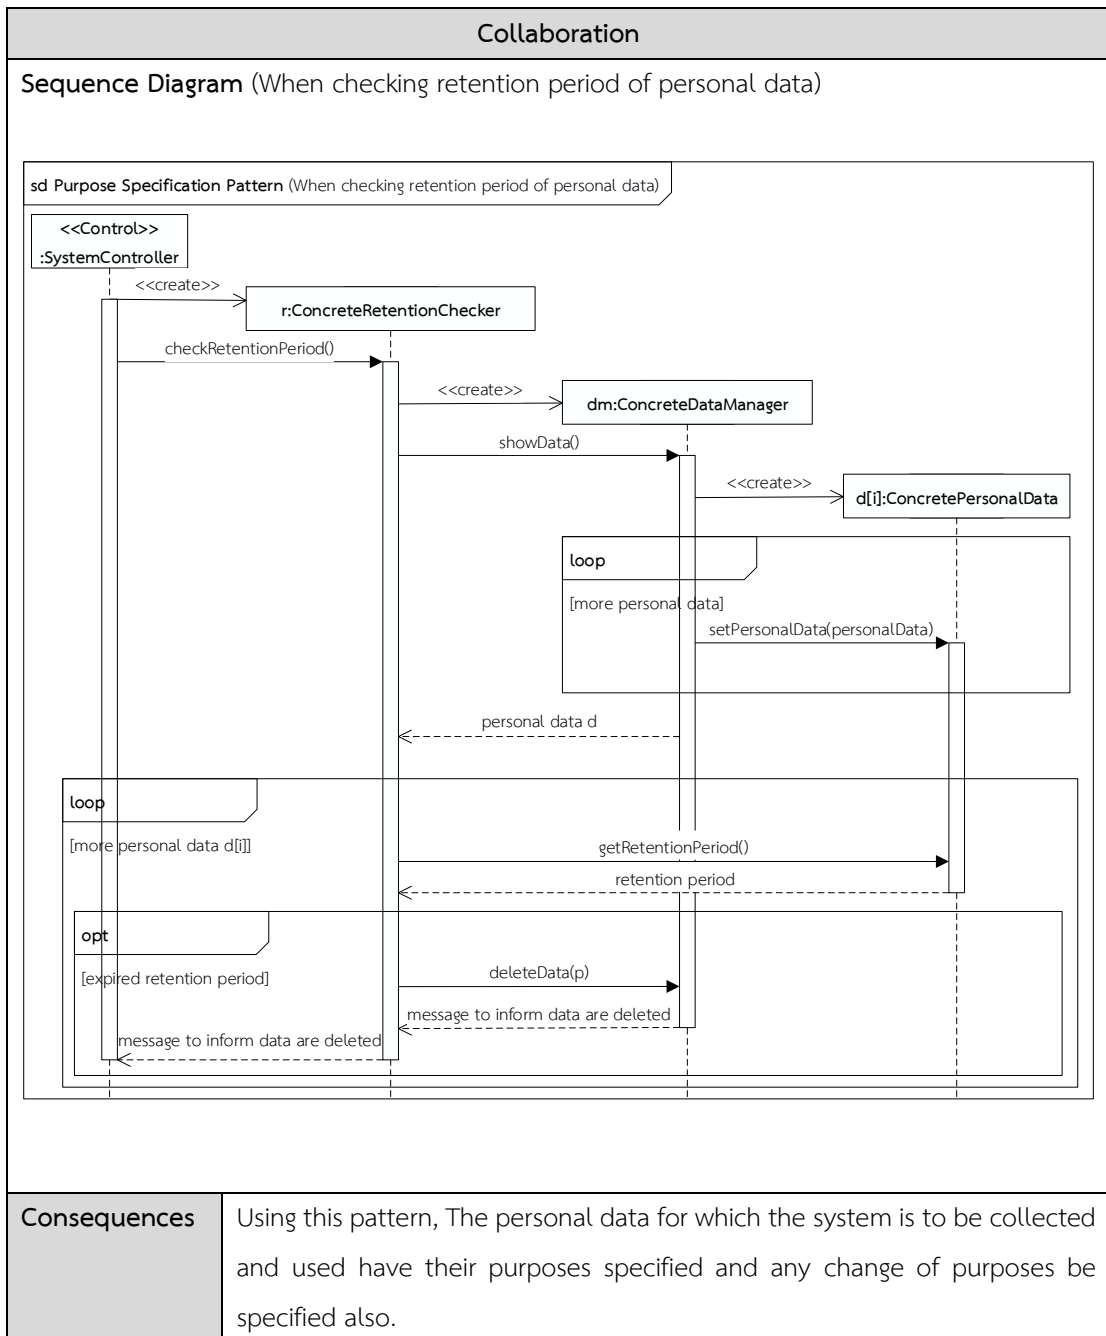 Collaboration
Sequence Diagram (When checking retention period of personal data)
sd Purpose Specification Pattern (When checking retention period of personal data)
<<Control>>
:SystemController
<<create>>
r:ConcreteRetentionChecker
checkRetentionPeriod()
<<create>>
dm:ConcreteDataManager
showData()
<<create>>
d[i]:ConcretePersonalData
loop
[more personal data]
setPersonalData(personalData)
personal data d
loop
[more personal data d[i]]
getRetentionPeriod()
retention period
opt
[expired retention period]
deleteData(p)
message to inform data are deleted
message to inform data are deleted
Consequences
Using this pattern, The personal data for which the system is to be collected
and used have their purposes specified and any change of purposes be
specified also.